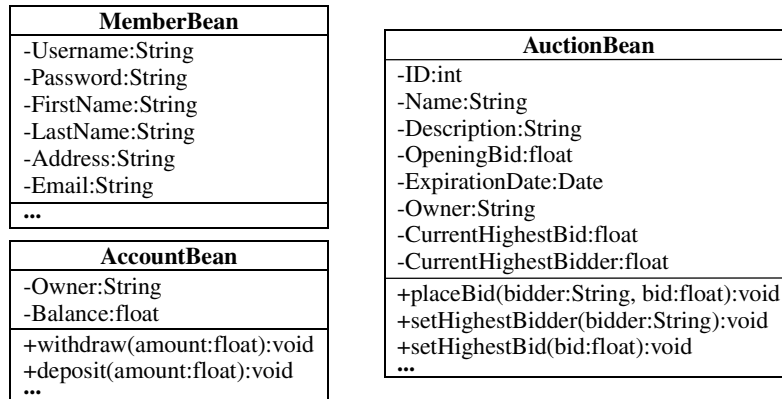 MemberBean
-Username:String
-Password:String
-FirstName:String
-LastName:String
-Address:String
-Email:String
...
AccountBean
-Owner:String
-Balance:float
+withdraw(amount:float):void
+deposit(amount:float):void
...
AuctionBean
-ID:int
-Name:String
-Description:String
-OpeningBid:float
-ExpirationDate:Date
-Owner:String
-CurrentHighestBid:float
-CurrentHighestBidder:float
+placeBid(bidder:String, bid:float):void
+setHighestBidder(bidder:String):void
+setHighestBid(bid:float):void
...